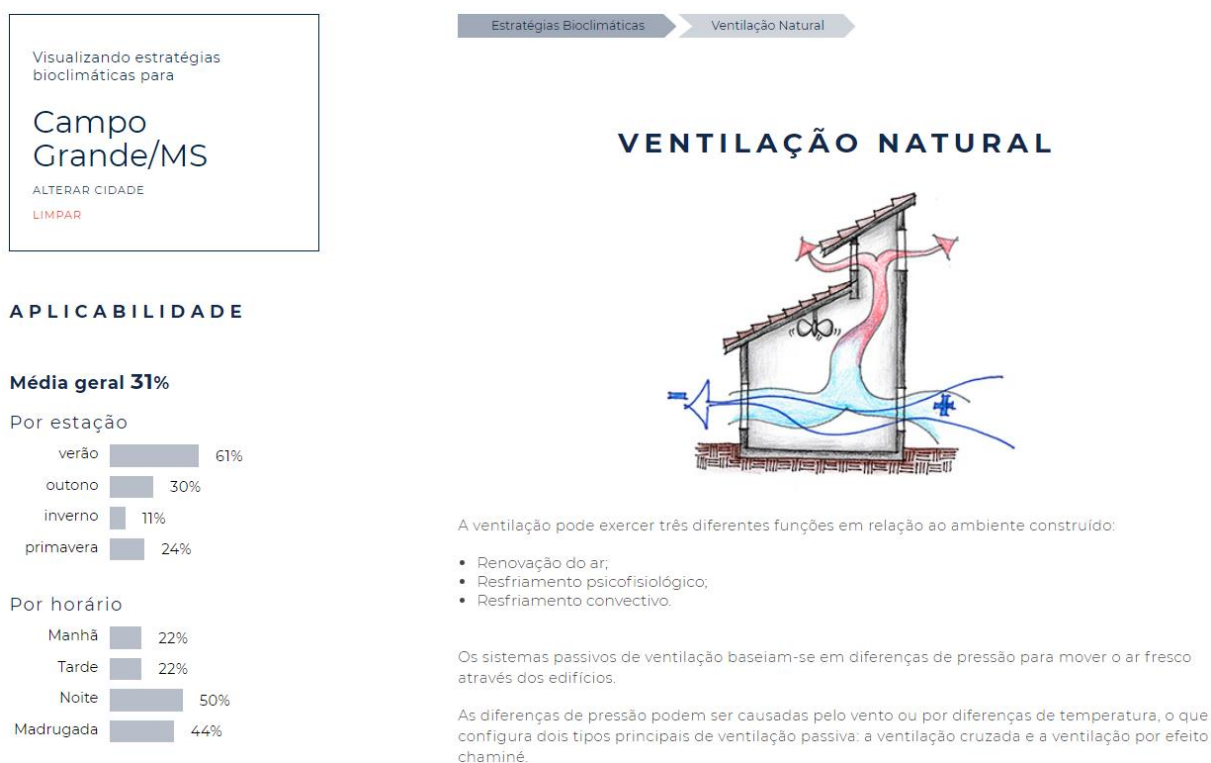 Visualizando estratégias
bioclimáticas para
Campo
Grande/MS
ALTERAR CIDADE
LIMPAR
APLICABILIDADE
Média geral 31%
Por estação
verão 61%
outono 30%
inverno 11%
primavera 24%
Por horário
Manhã 22%
Tarde 22%
Noite 50%
Madrugada 44%
Estratégias Bioclimáticas Ventilação Natural
VENTILAÇÃO NATURAL
A ventilação pode exercer três diferentes funções em relação ao ambiente construído:
• Renovação do ar;
• Resfriamento psicofisiológico;
• Resfriamento convectivo.
Os sistemas passivos de ventilação baseiam-se em diferenças de pressão para mover o ar fresco
através dos edifícios.
As diferenças de pressão podem ser causadas pelo vento ou por diferenças de temperatura, o que
configura dois tipos principais de ventilação passiva: a ventilação cruzada e a ventilação por efeito
chaminé.